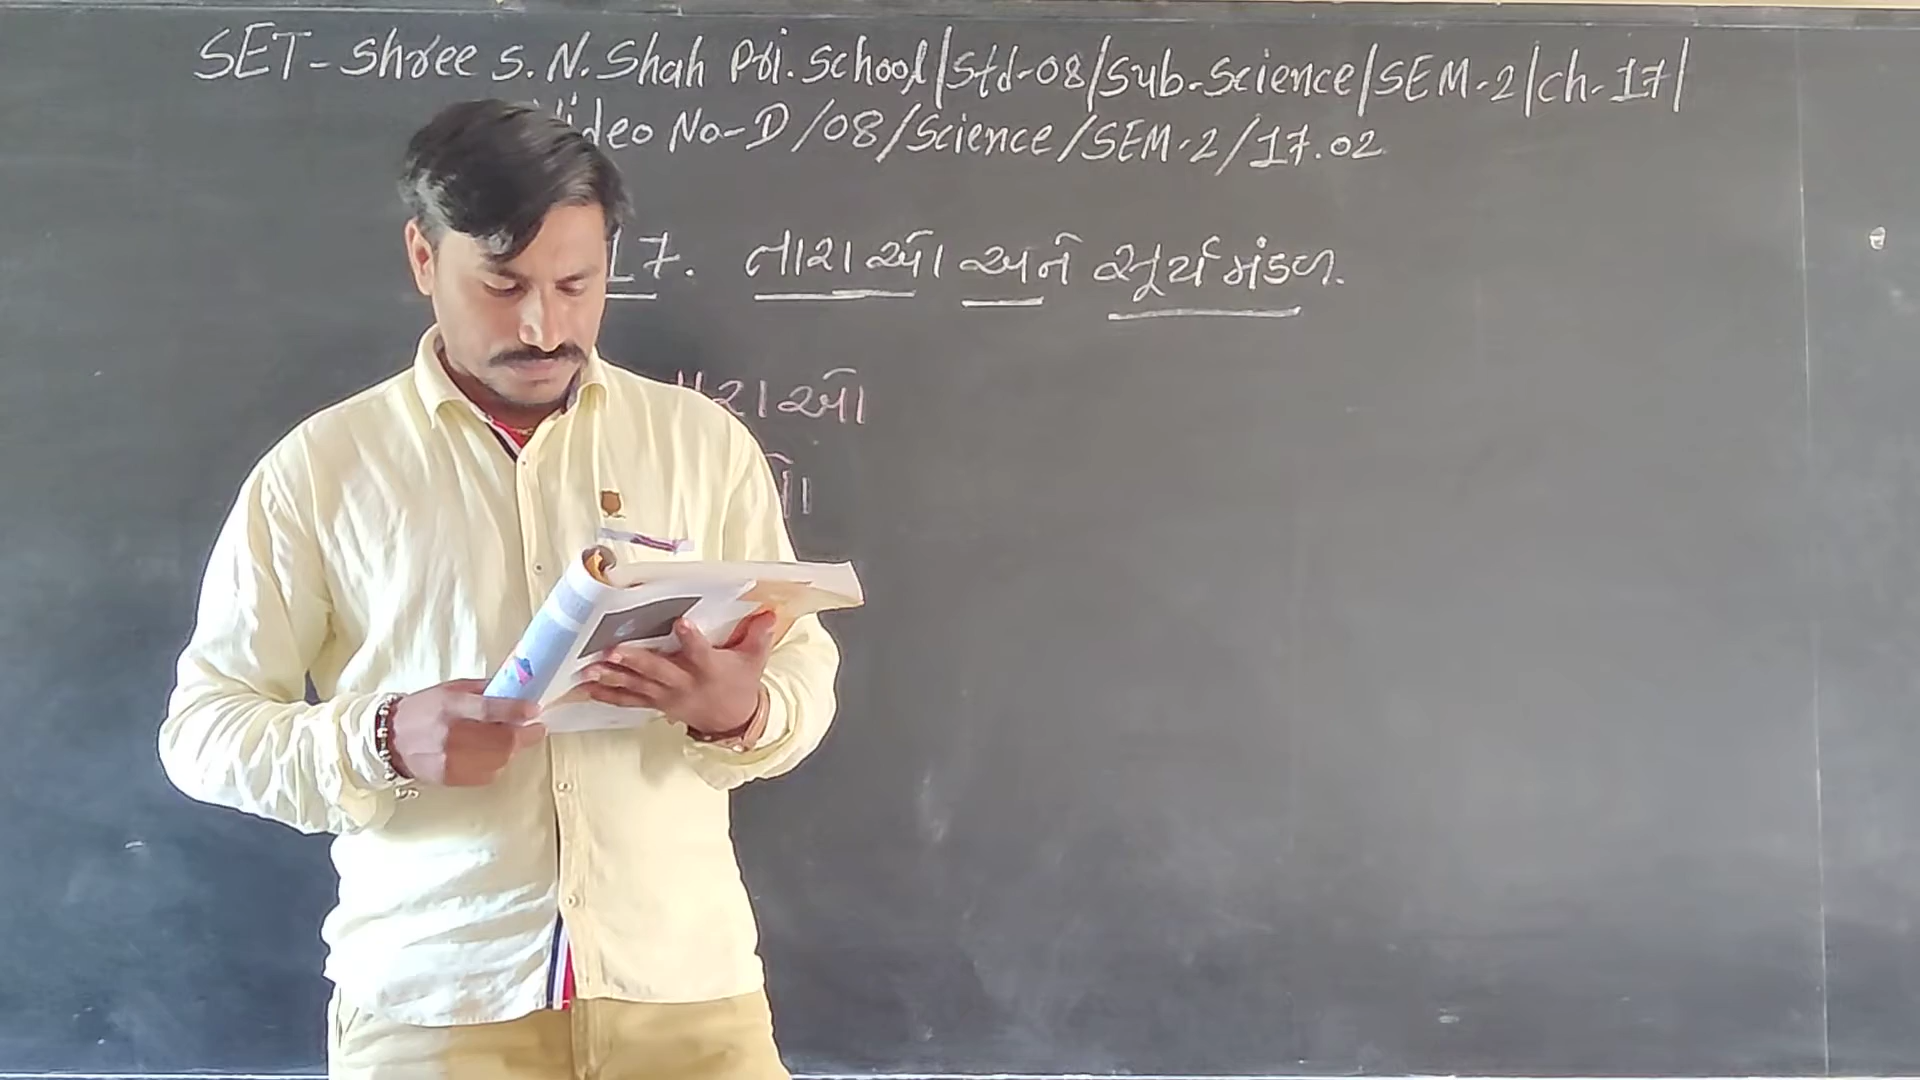 SET-Shree S.N.Shah Pri.School/Std-08/Sub-Science/SEM-2/ch-17/
Video No-D/08/Science/SEM-2/17.02
17. તારાઓ અને સૂર્યમંડળ.